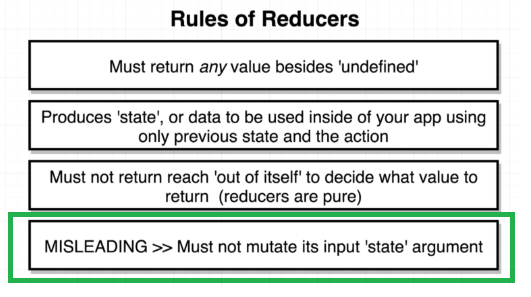 Rules of Reducers
Must return any value besides 'undefined'
Produces 'state', or data to be used inside of your app using
only previous state and the action
Must not return reach 'out of itself' to decide what value to
return (reducers are pure)
MISLEADING >> Must not mutate its input 'state' argument